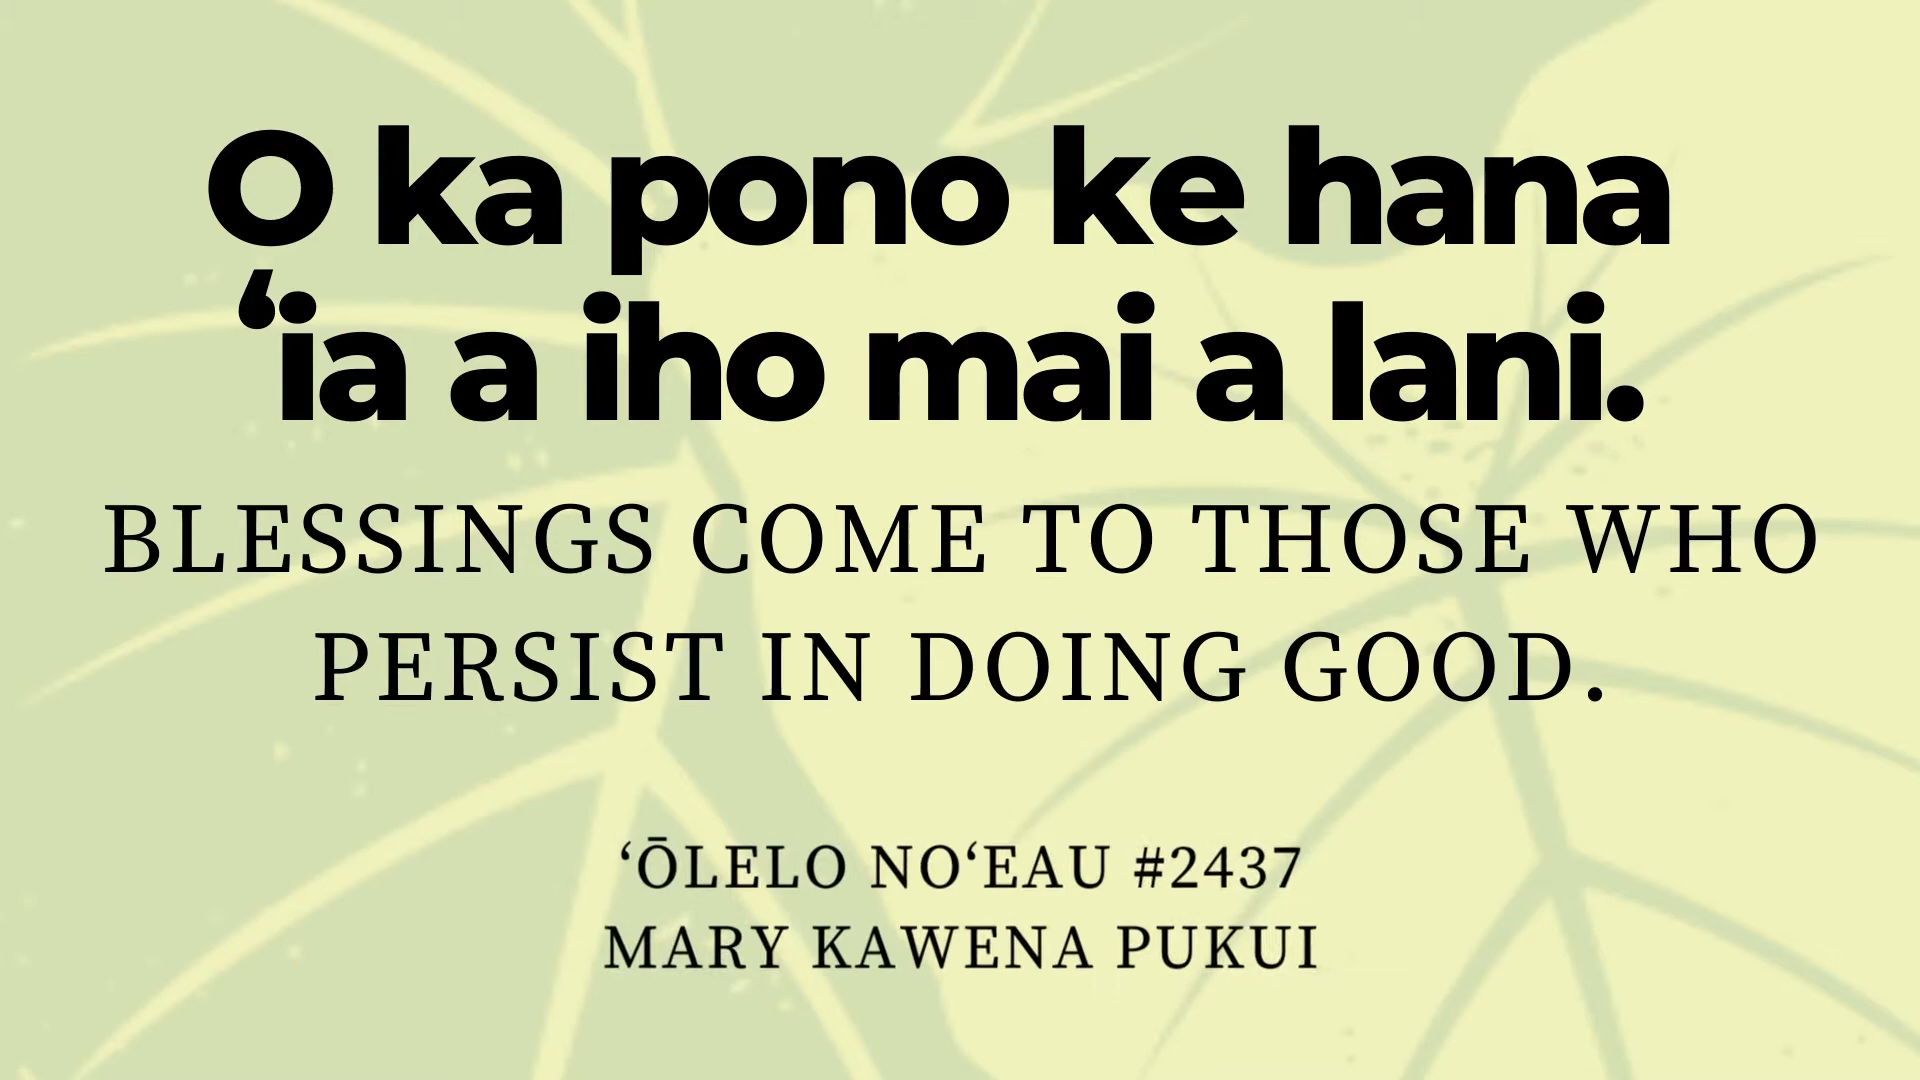 O ka pono ke hana
ʻia a iho mai a lani.
BLESSINGS COME TO THOSE WHO
PERSIST IN DOING GOOD.
ʻŌLELO NOʻEAU #2437
MARY KAWENA PUKUI